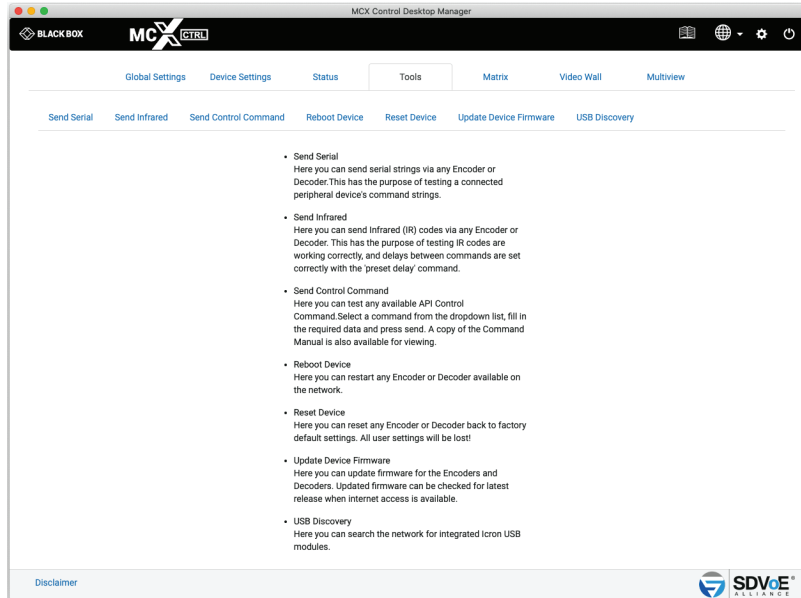 MCX Control Desktop Manager
BLACK BOX
MCX CTRL
Global Settings
Device Settings
Status
Tools
Matrix
Video Wall
Multiview
Send Serial
Send Infrared
Send Control Command
Reboot Device
Reset Device
Update Device Firmware
USB Discovery
• Send Serial
Here you can send serial strings via any Encoder or
Decoder.This has the purpose of testing a connected
peripheral device's command strings.
• Send Infrared
Here you can send Infrared (IR) codes via any Encoder or
Decoder. This has the purpose of testing IR codes are
working correctly, and delays between commands are set
correctly with the 'preset delay' command.
• Send Control Command
Here you can test any available API Control
Command.Select a command from the dropdown list, fill in
the required data and press send. A copy of the Command
Manual is also available for viewing.
• Reboot Device
Here you can restart any Encoder or Decoder available on
the network.
• Reset Device
Here you can reset any Encoder or Decoder back to factory
default settings. All user settings will be lost!
• Update Device Firmware
Here you can update firmware for the Encoders and
Decoders. Updated firmware can be checked for latest
release when internet access is available.
• USB Discovery
Here you can search the network for integrated Icron USB
modules.
Disclaimer
SDVoE
ALLIANCE